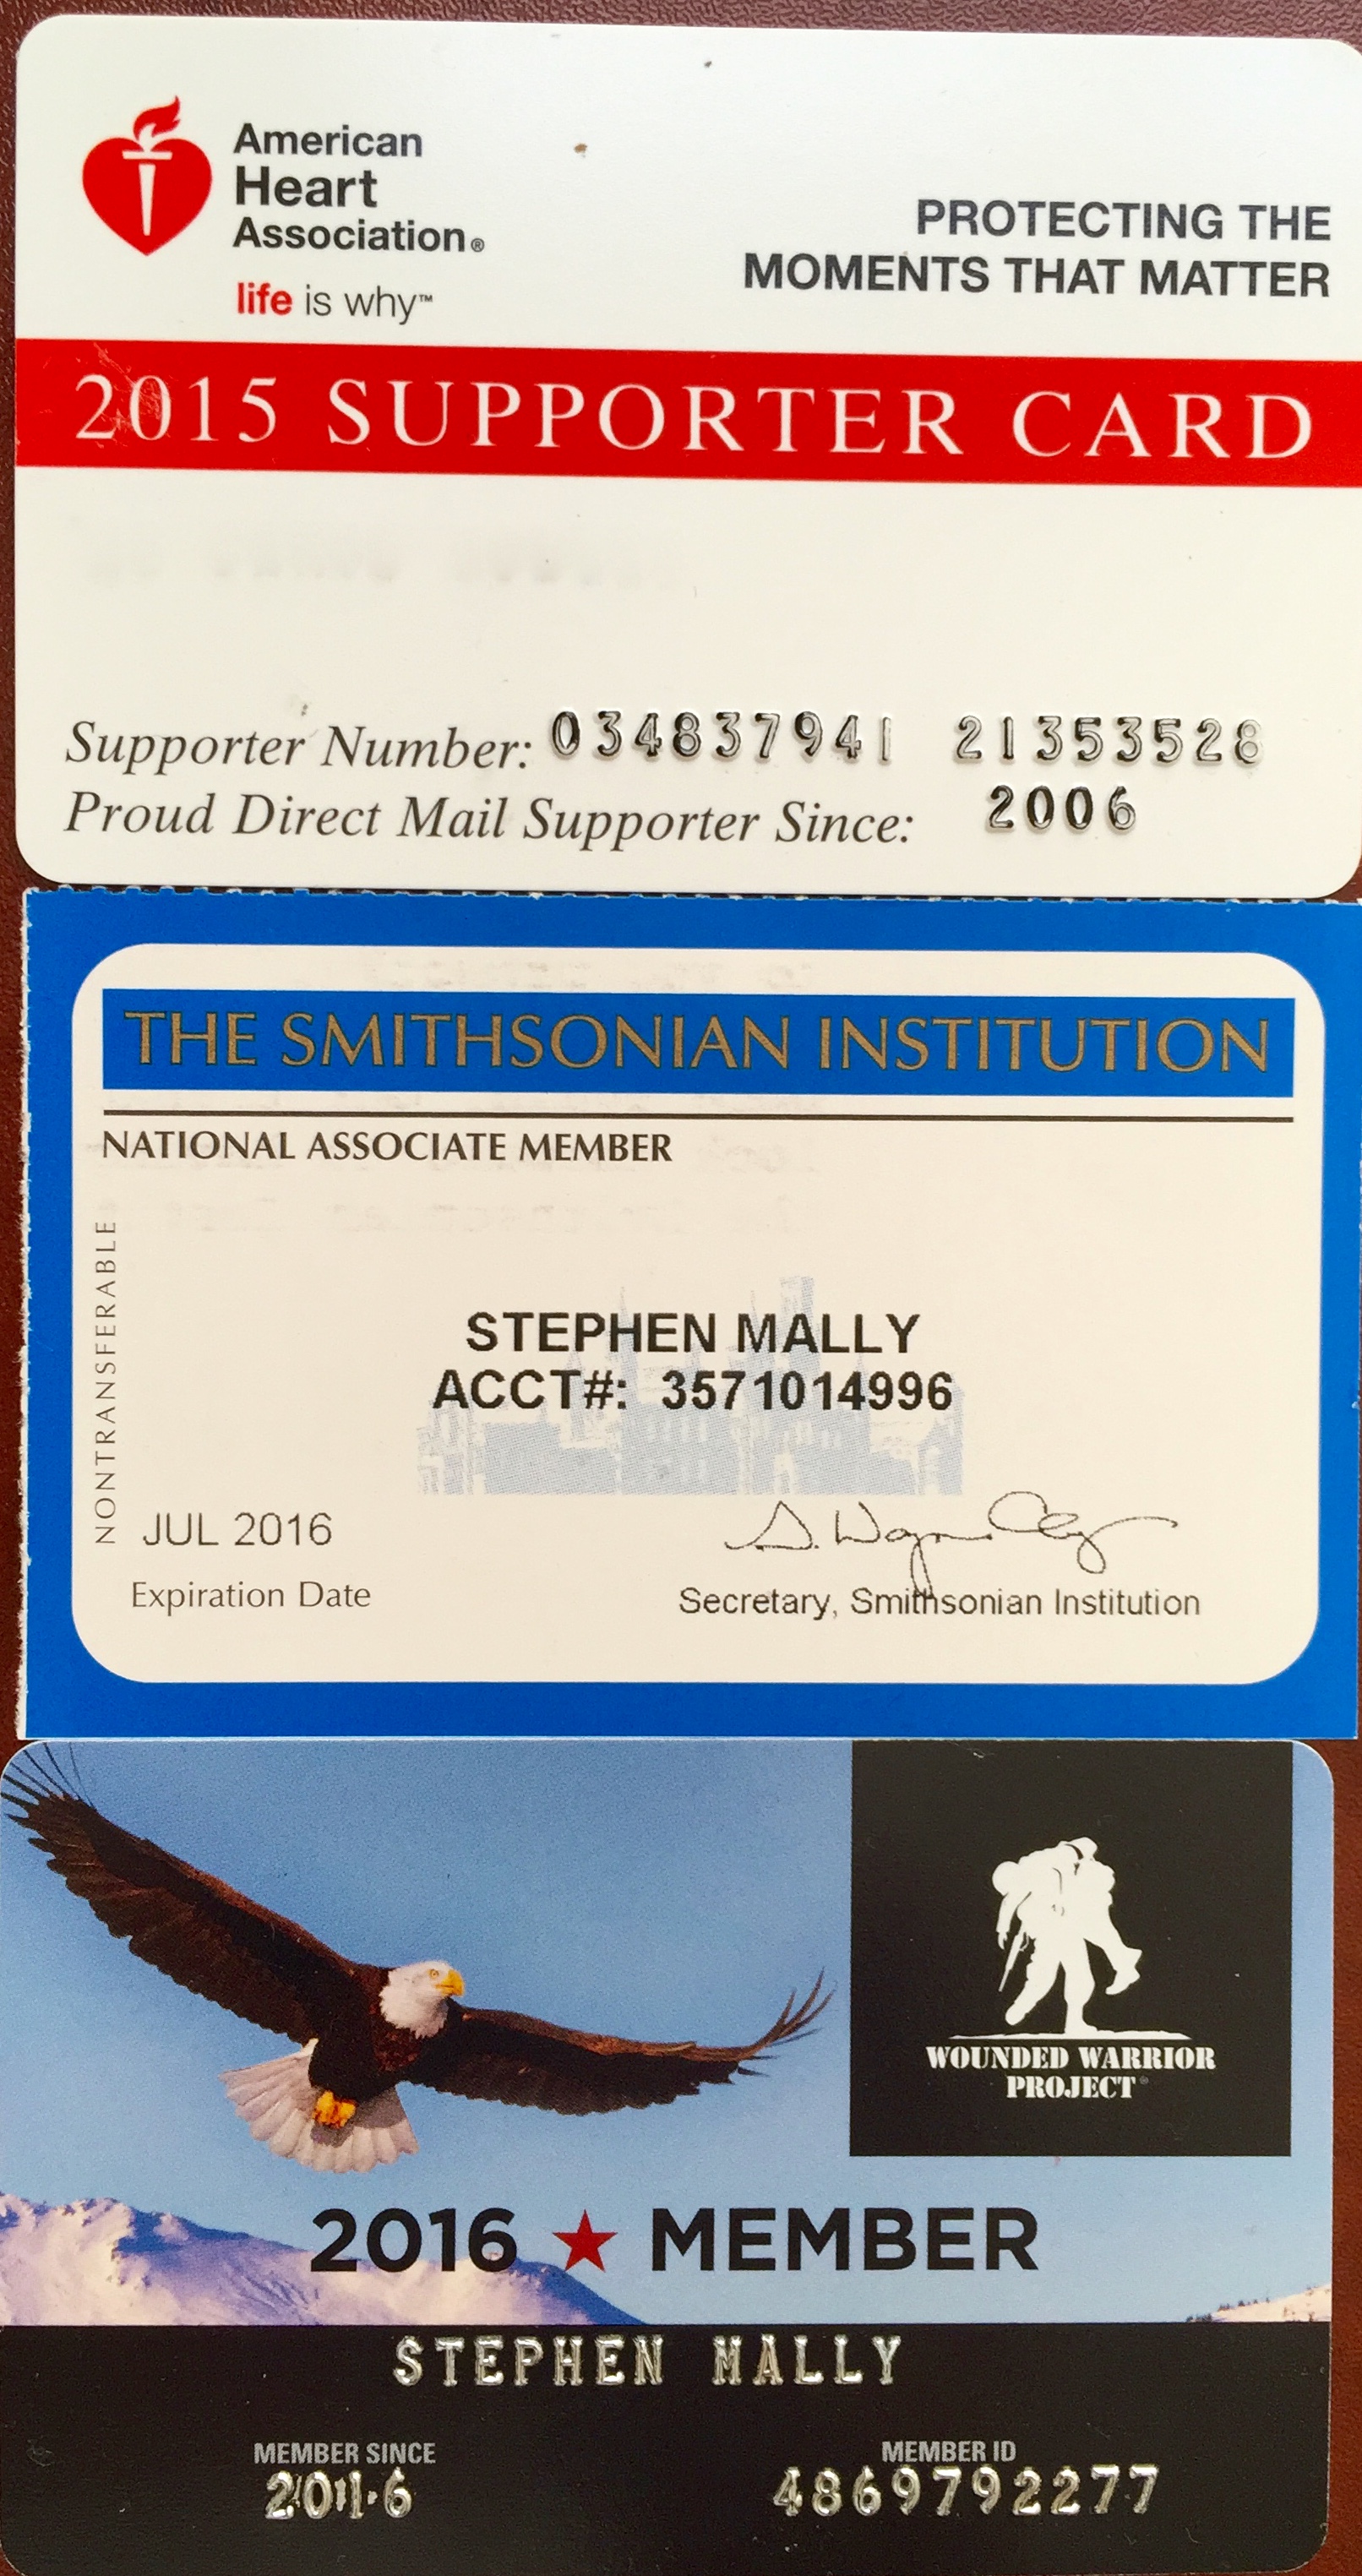 American
Heart
Association®
life is why™
PROTECTING THE
MOMENTS THAT MATTER
2015 SUPPORTER CARD
Supporter Number: 034837941 21353528
Proud Direct Mail Supporter Since: 2006
THE SMITHSONIAN INSTITUTION
NATIONAL ASSOCIATE MEMBER
NONTRANSFERABLE
STEPHEN MALLY
ACCT#: 3571014996
JUL 2016
Expiration Date
Secretary, Smithsonian Institution
WOUNDED WARRIOR
PROJECT®
2016 ★ MEMBER
STEPHEN MALLY
MEMBER SINCE
2016
MEMBER ID
4869792277